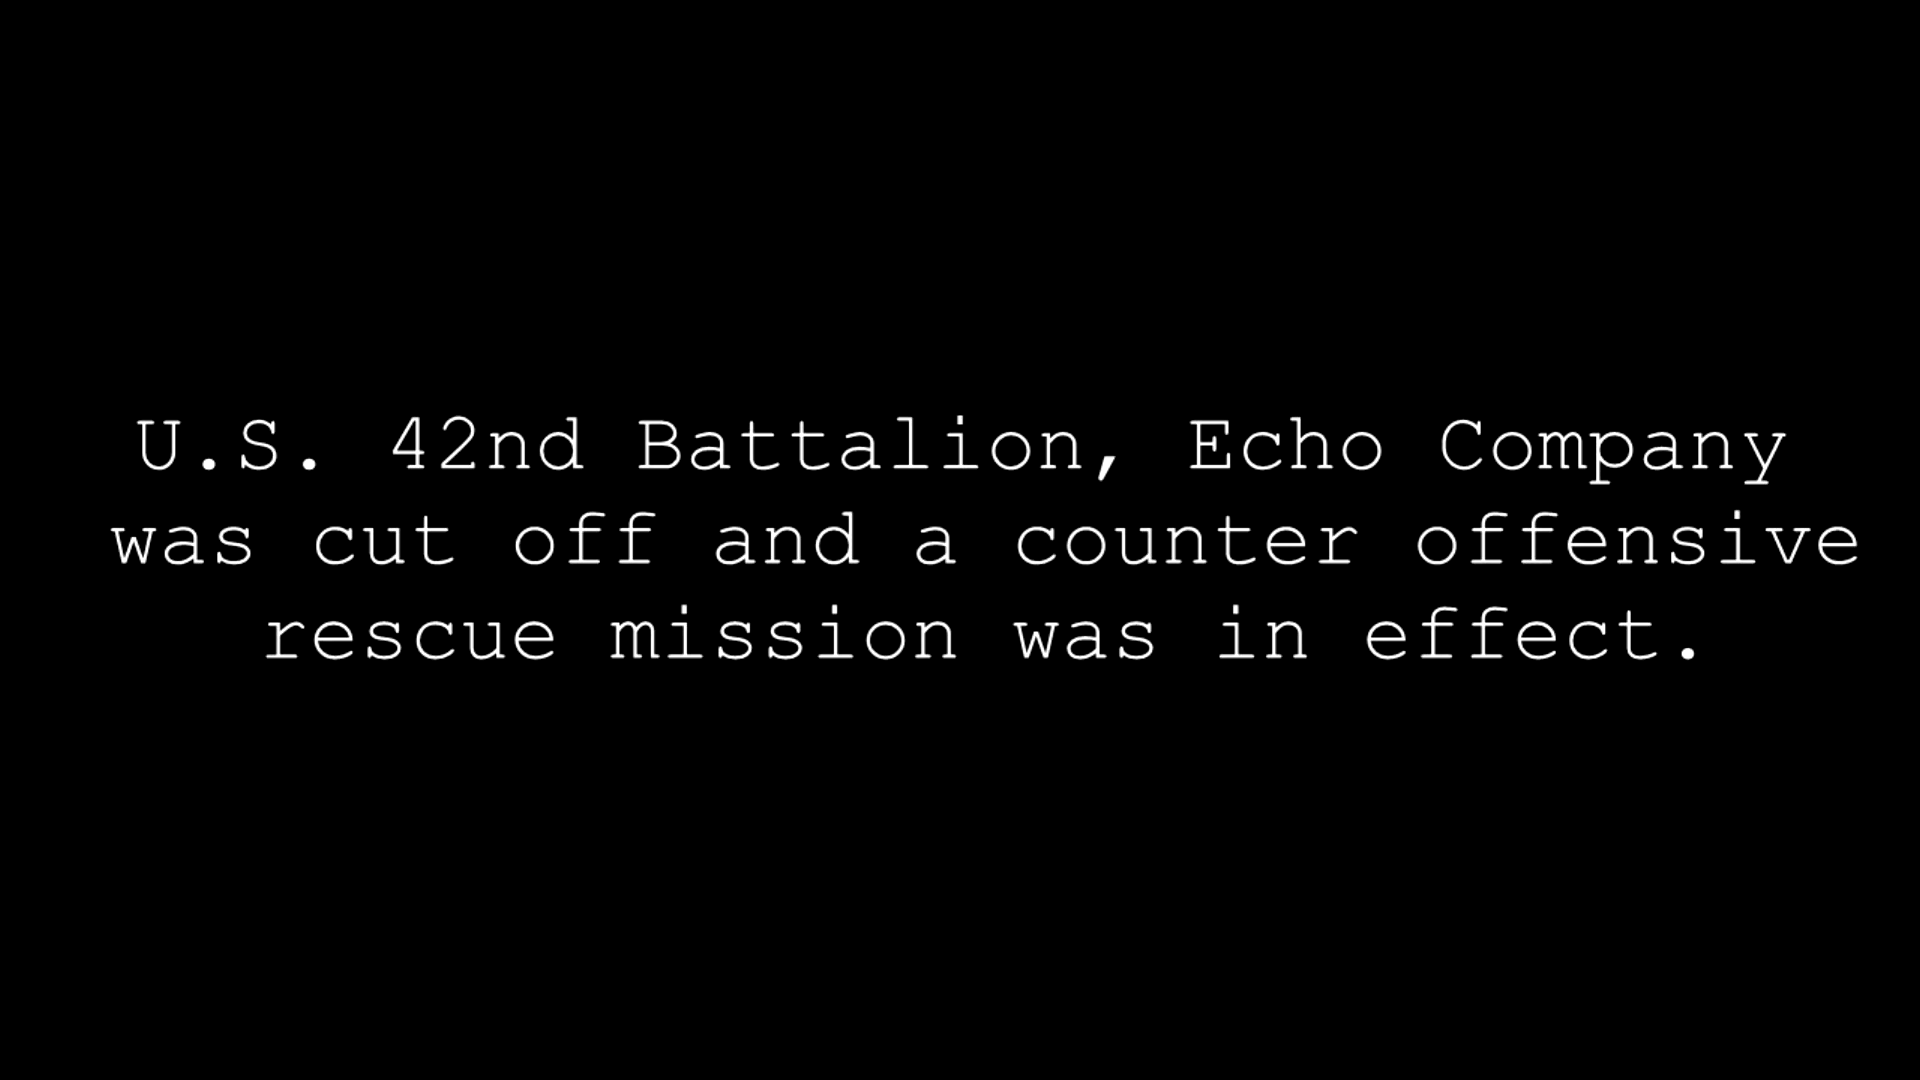 U.S. 42nd Battalion, Echo Company
was cut off and a counter offensive
rescue mission was in effect.